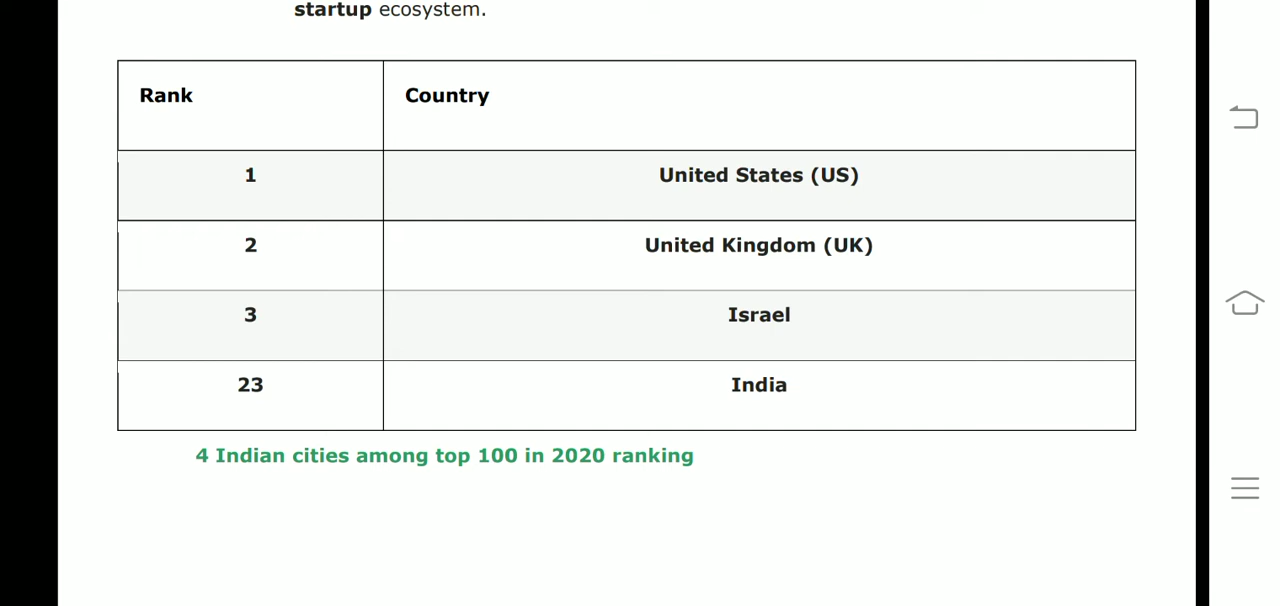 startup ecosystem.
Rank Country
1 United States (US)
2 United Kingdom (UK)
3 Israel
23 India
4 Indian cities among top 100 in 2020 ranking